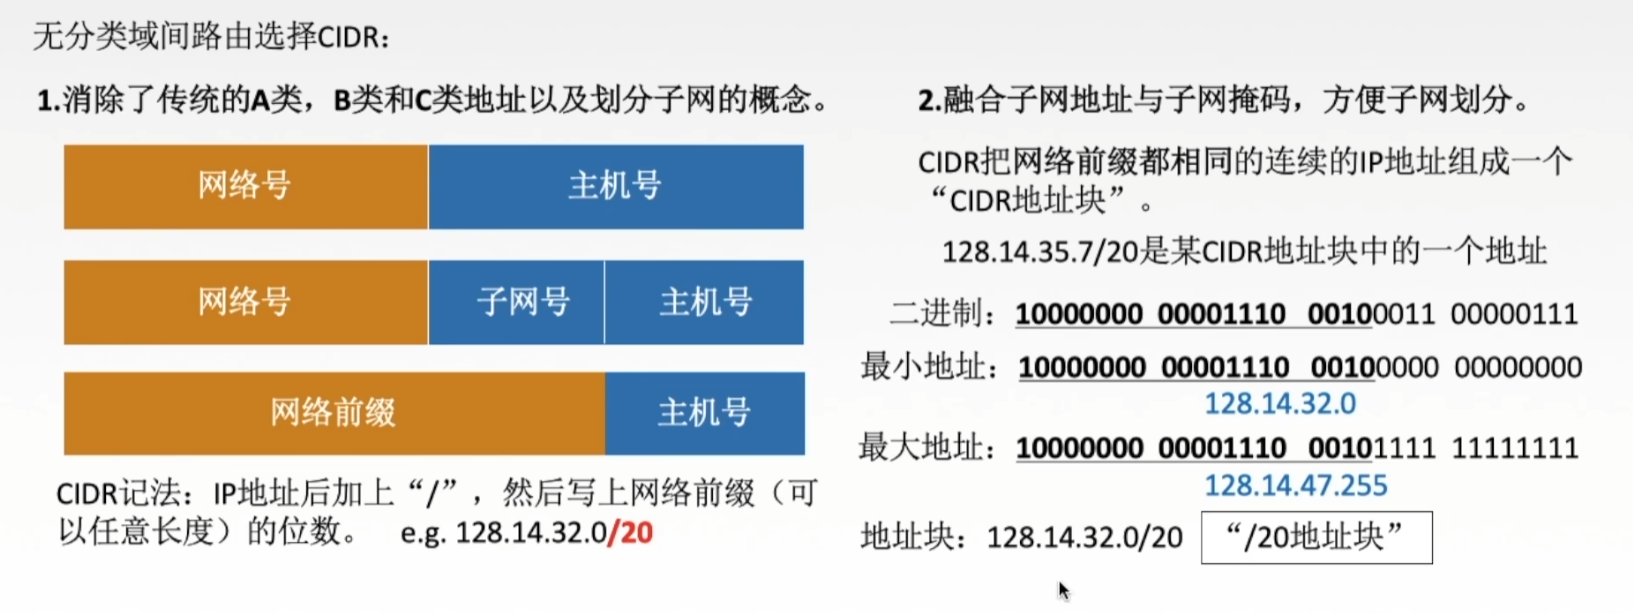 无分类域间路由选择CIDR：
1.消除了传统的A类，B类和C类地址以及划分子网的概念。
网络号 主机号
网络号 子网号 主机号
网络前缀 主机号
CIDR记法：IP地址后加上“/”，然后写上网络前缀（可
以任意长度）的位数。 e.g. 128.14.32.0/20
2.融合子网地址与子网掩码，方便子网划分。
CIDR把网络前缀都相同的连续的IP地址组成一个
“CIDR地址块”。
128.14.35.7/20是某CIDR地址块中的一个地址
二进制：10000000 00001110 00100011 00000111
最小地址：10000000 00001110 00100000 00000000
128.14.32.0
最大地址：10000000 00001110 00101111 11111111
128.14.47.255
地址块：128.14.32.0/20 “/20地址块”